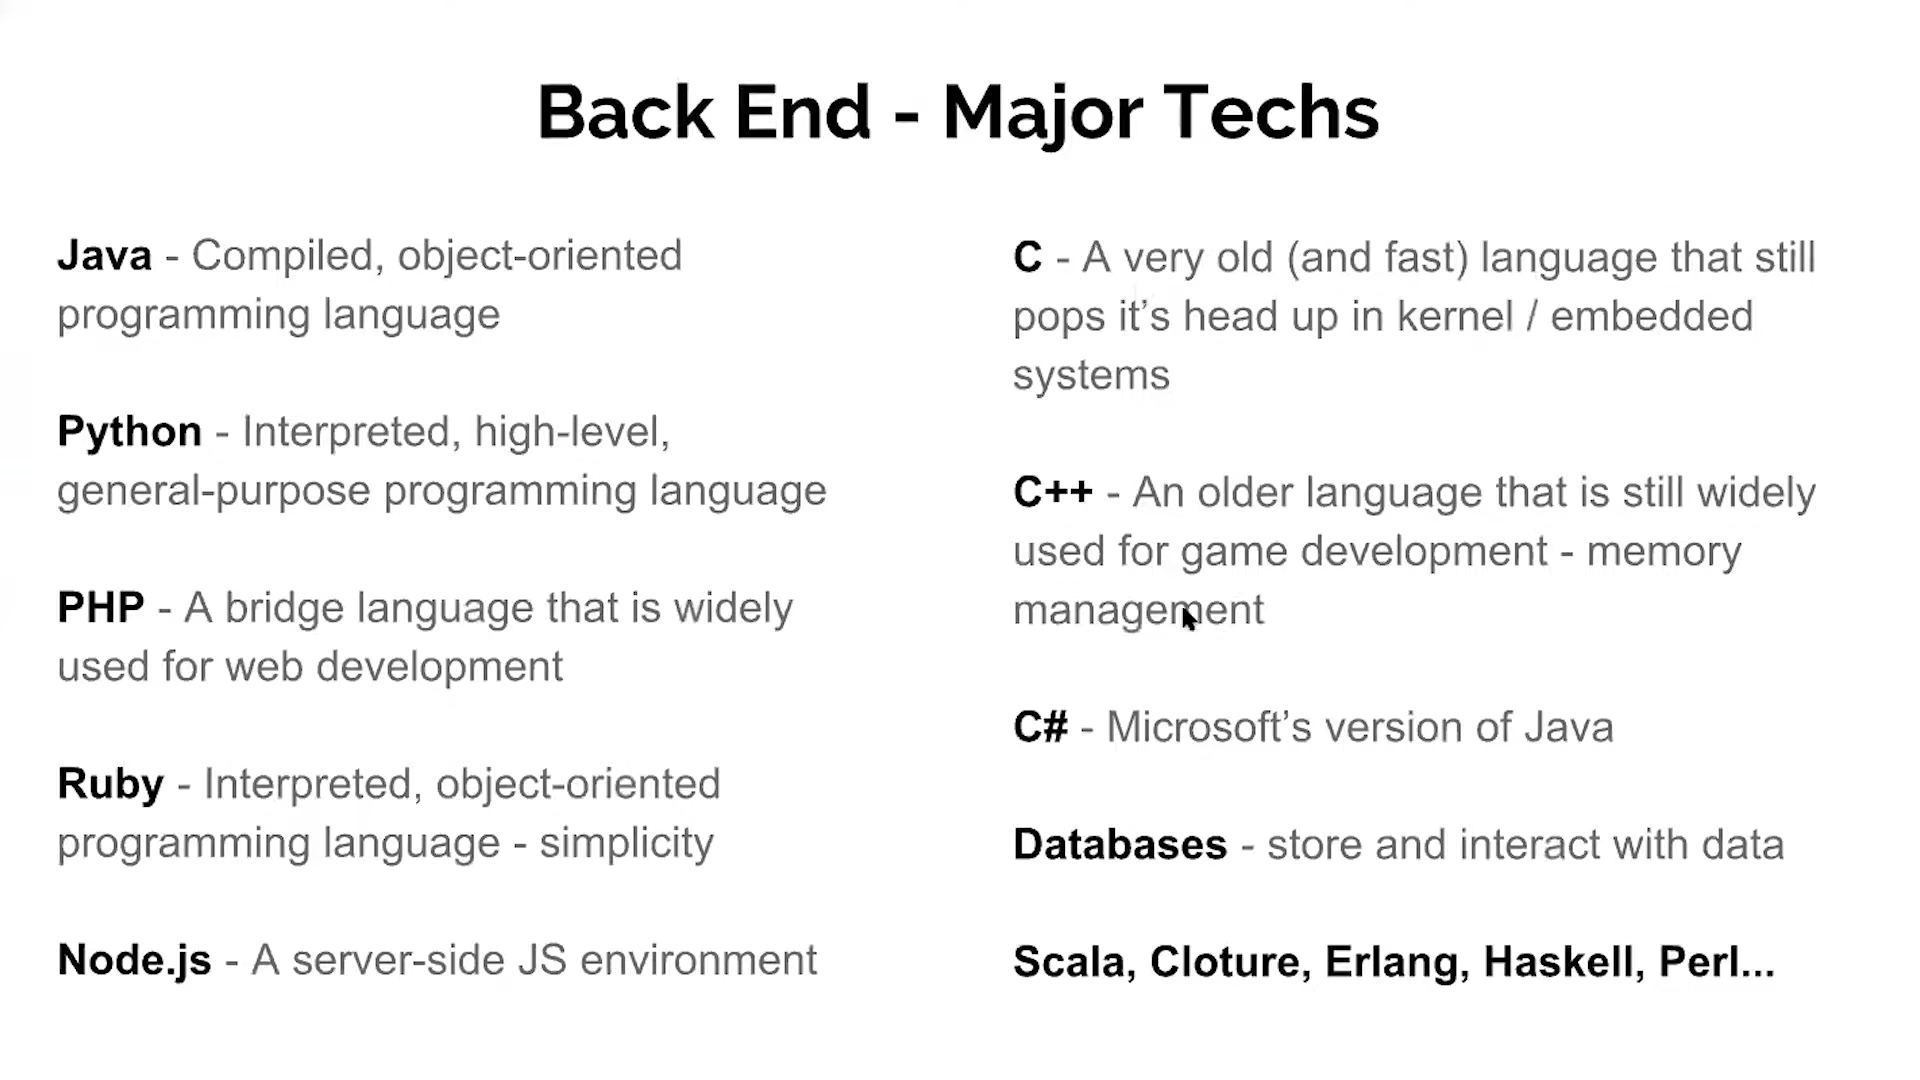 Back End - Major Techs
Java - Compiled, object-oriented
programming language
Python - Interpreted, high-level,
general-purpose programming language
PHP - A bridge language that is widely
used for web development
Ruby - Interpreted, object-oriented
programming language - simplicity
Node.js - A server-side JS environment
C - A very old (and fast) language that still
pops it’s head up in kernel / embedded
systems
C++ - An older language that is still widely
used for game development - memory
management
C# - Microsoft’s version of Java
Databases - store and interact with data
Scala, Cloture, Erlang, Haskell, Perl...